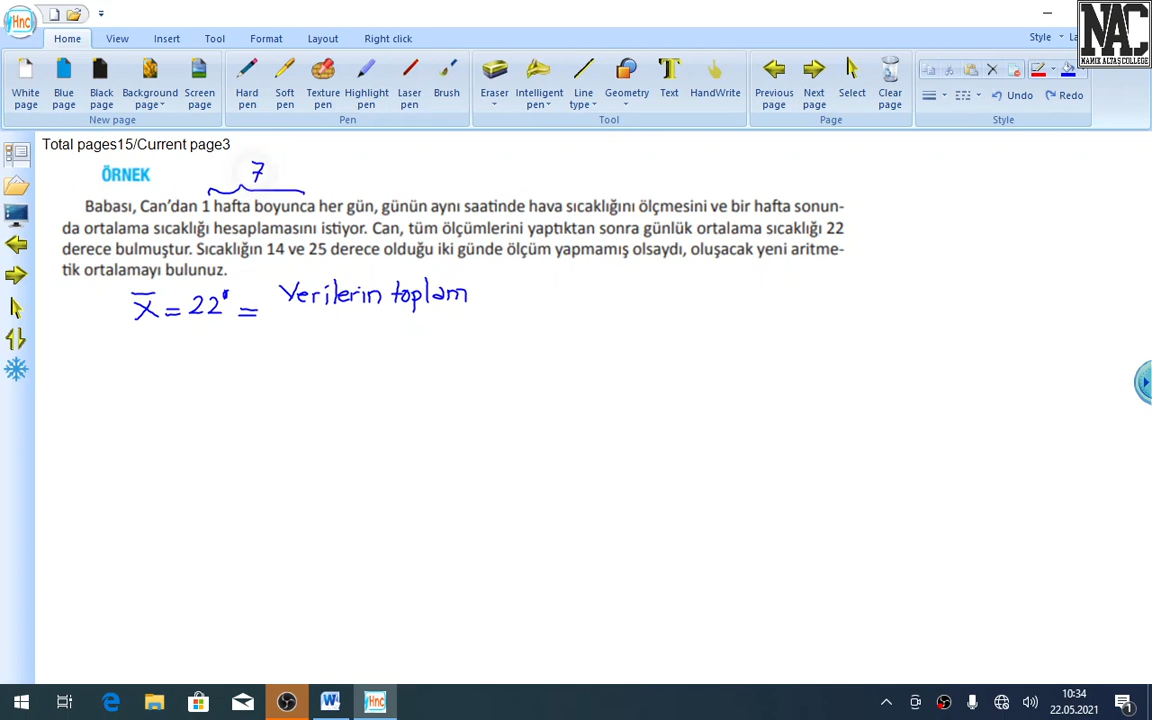 Hnc
NAC
NAMIK ALTAS COLLEGE
Home View Insert Tool Format Layout Right click Style
White page Blue page Black page Background page Screen page Hard pen Soft pen Texture pen Highlight pen Laser pen Brush Eraser Intelligent pen Line type Geometry Text HandWrite Previous page Next page Select Clear page Undo Redo
New page Pen Tool Page Style
Total pages15/Current page3
7
ÖRNEK
Babası, Can'dan 1 hafta boyunca her gün, günün aynı saatinde hava sıcaklığını ölçmesini ve bir hafta sonun-
da ortalama sıcaklığı hesaplamasını istiyor. Can, tüm ölçümlerini yaptıktan sonra günlük ortalama sıcaklığı 22
derece bulmuştur. Sıcaklığın 14 ve 25 derece olduğu iki günde ölçüm yapmamış olsaydı, oluşacak yeni aritme-
tik ortalamayı bulunuz.
x̅ = 22° = Verilerin toplam
Hnc
10:34
22.05.2021
1